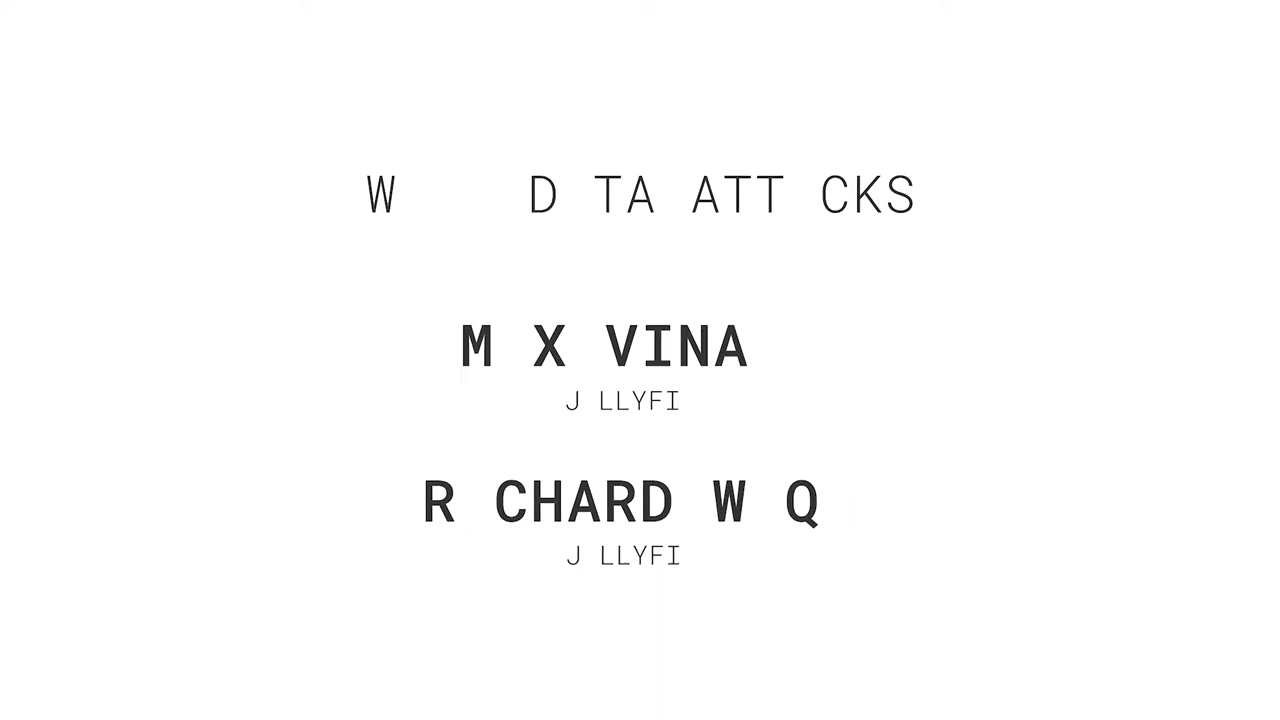 W D TA ATT CKS
M X VINA
J LLYFI
R CHARD W Q
J LLYFI